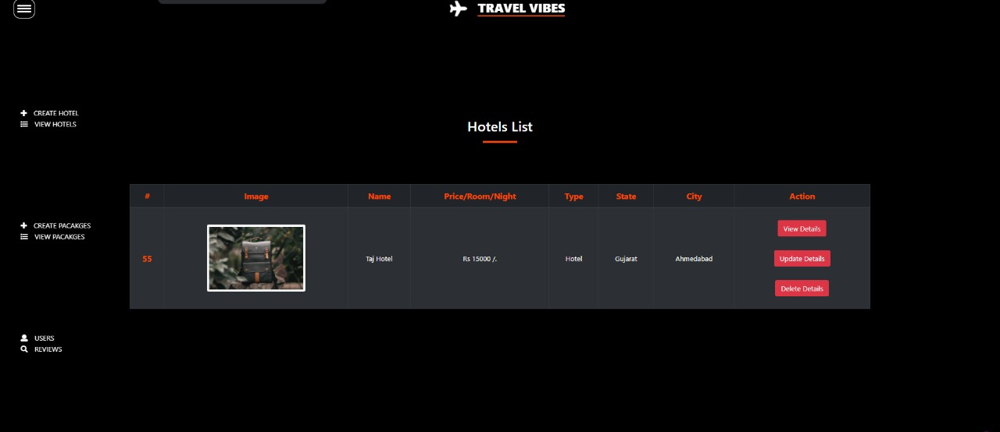 TRAVEL VIBES
CREATE HOTEL
VIEW HOTELS
Hotels List
# Image Name Price/Room/Night Type State City Action
CREATE PACAKGES
VIEW PACAKGES
View Details
55 Taj Hotel Rs 15000 /. Hotel Gujarat Ahmedabad Update Details
Delete Details
USERS
REVIEWS